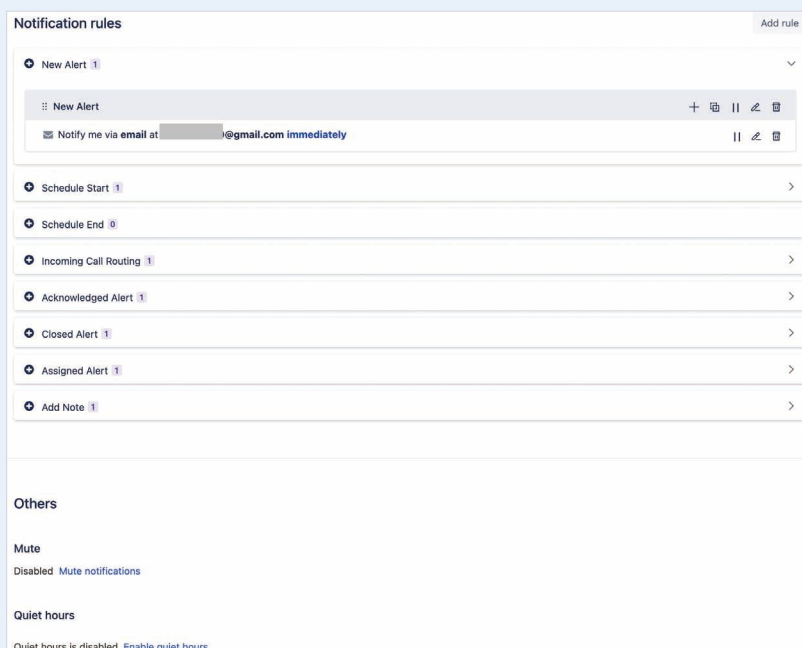 Notification rules
Add rule
New Alert 1
New Alert
Notify me via email at @gmail.com immediately
Schedule Start 1
Schedule End 0
Incoming Call Routing 1
Acknowledged Alert 1
Closed Alert 1
Assigned Alert 1
Add Note 1
Others
Mute
Disabled Mute notifications
Quiet hours
Quiet hours is disabled Enable quiet hours